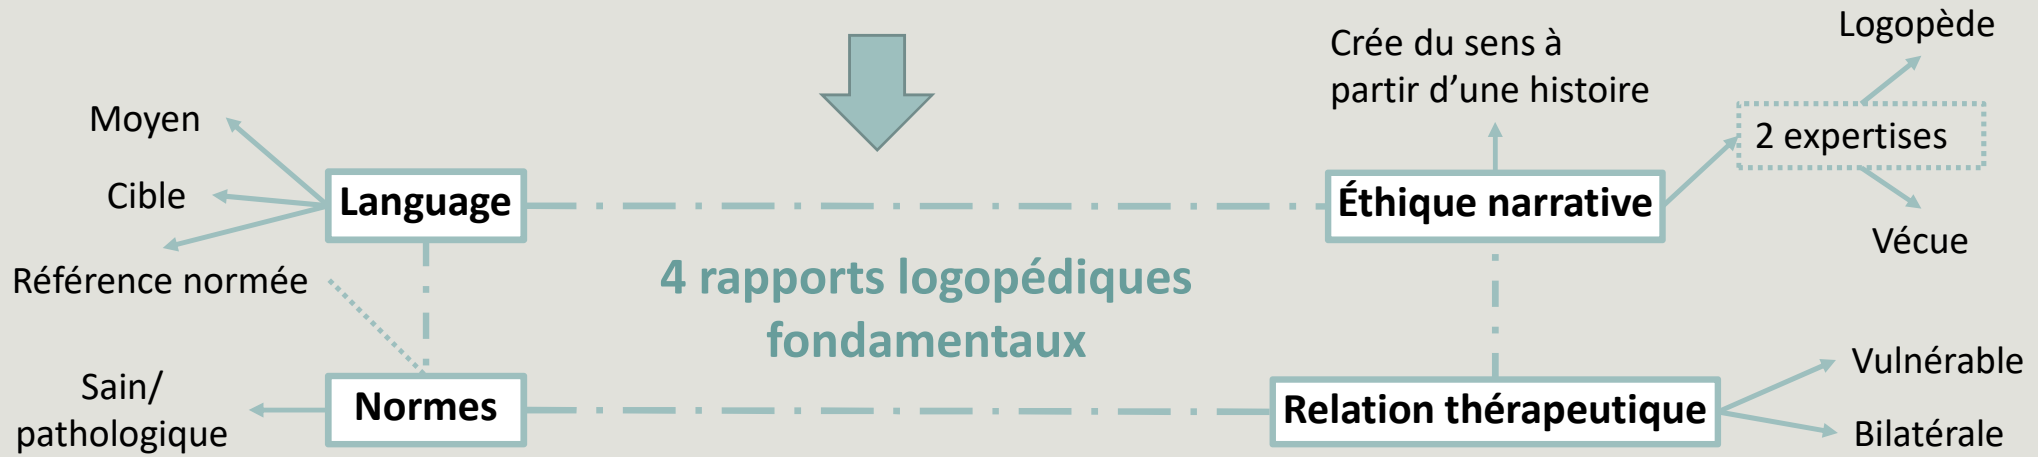 Moyen
Cible
Référence normée
Language
Sain/
pathologique
Normes
4 rapports logopédiques
fondamentaux
Crée du sens à
partir d’une histoire
Éthique narrative
Logopède
2 expertises
Vécue
Relation thérapeutique
Vulnérable
Bilatérale